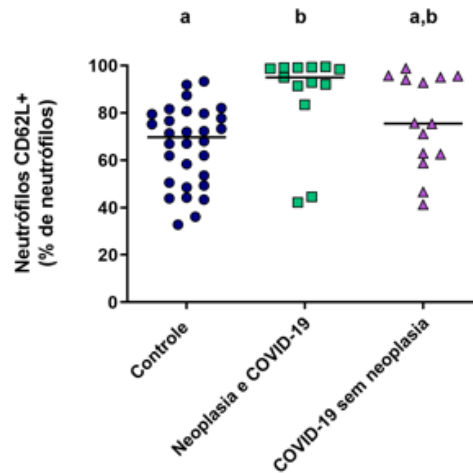 a b a,b
Neutrófilos CD62L+
(% de neutrófilos)
100
80
60
40
20
0
Controle
Neoplasia e COVID-19
COVID-19 sem neoplasia